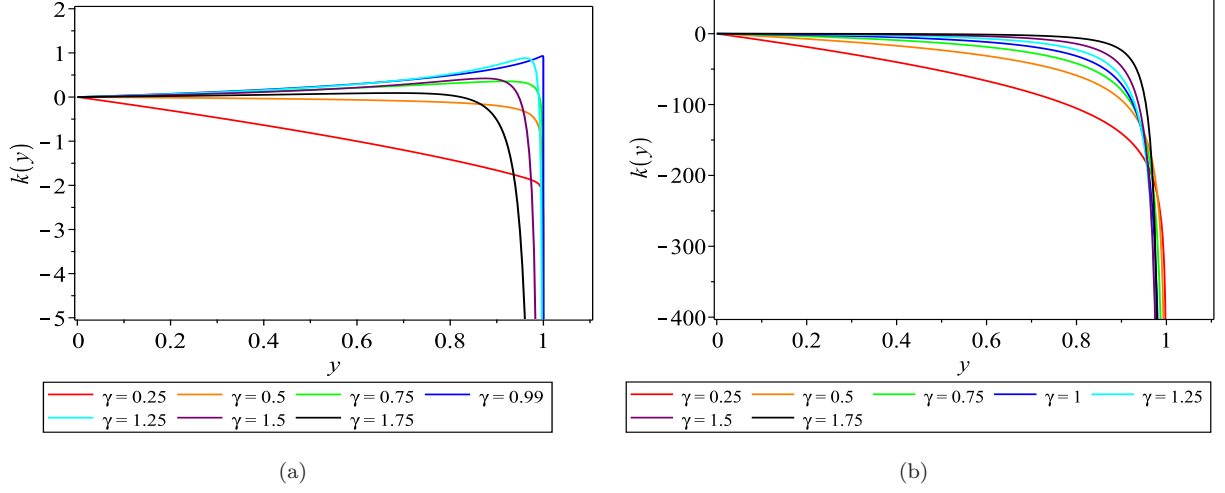 2
1
0
−1
−2
−3
−4
−5
k(y)
0 0.2 0.4 0.6 0.8 1
y
γ = 0.25 γ = 0.5 γ = 0.75 γ = 0.99
γ = 1.25 γ = 1.5 γ = 1.75
(a)
0
−100
−200
−300
−400
k(y)
0 0.2 0.4 0.6 0.8 1
y
γ = 0.25 γ = 0.5 γ = 0.75 γ = 1 γ = 1.25
γ = 1.5 γ = 1.75
(b)